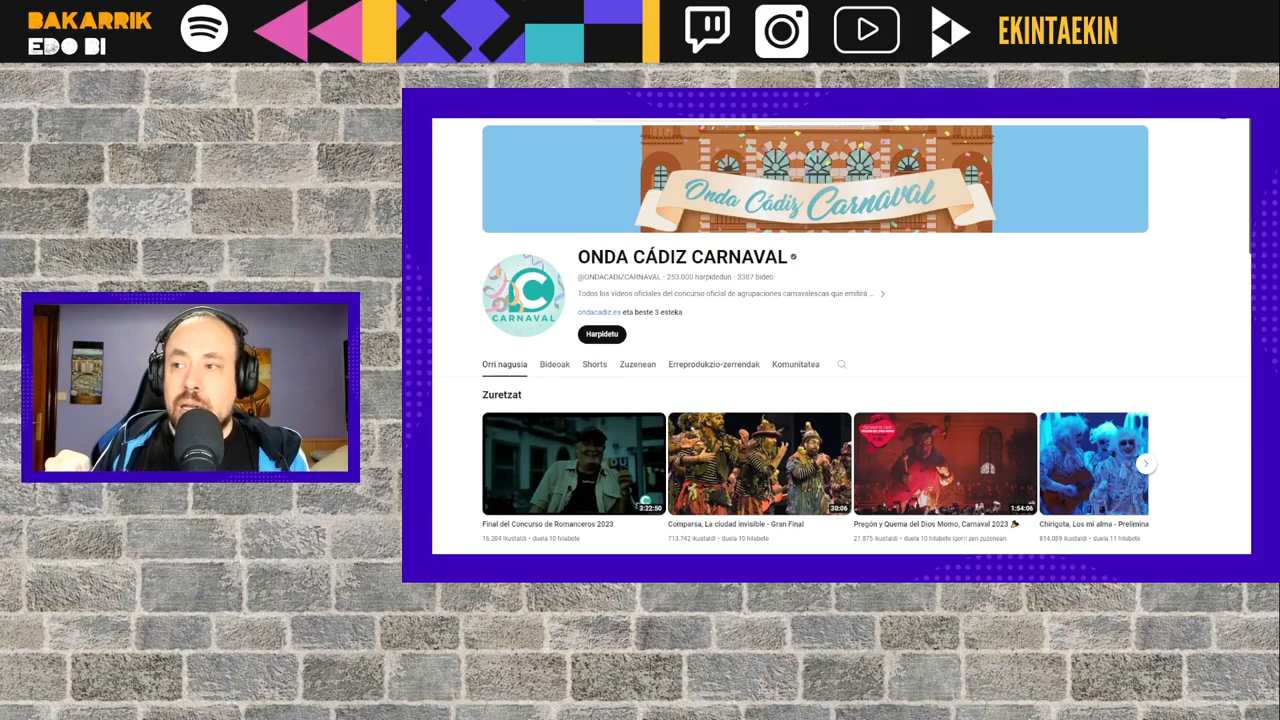 BAKARRIK
EDO BI
EKINTAEKIN
Onda Cádiz Carnaval
ONDA CÁDIZ CARNAVAL
@ONDACADIZCARNAVAL · 253.000 harpidedun · 3387 bideo
Todos los vídeos oficiales del concurso oficial de agrupaciones carnavalescas que emitirá ...
ondacadiz.es eta beste 3 esteka
Harpidetu
CARNAVAL
Orri nagusia Bideoak Shorts Zuzenean Erreprodukzio-zerrendak Komunitatea
Zuretzat
3:22:50
30:06
1:54:06
Final del Concurso de Romanceros 2023
16.204 ikustaldi • duela 10 hilabete
Comparsa, La ciudad invisible - Gran Final
713.742 ikustaldi • duela 10 hilabete
Pregón y Quema del Dios Momo, Carnaval 2023
21.875 ikustaldi • duela 10 hilabete igorri zen zuzenean
Chirigota, Los mi alma - Prelimina
814.089 ikustaldi • duela 11 hilabete